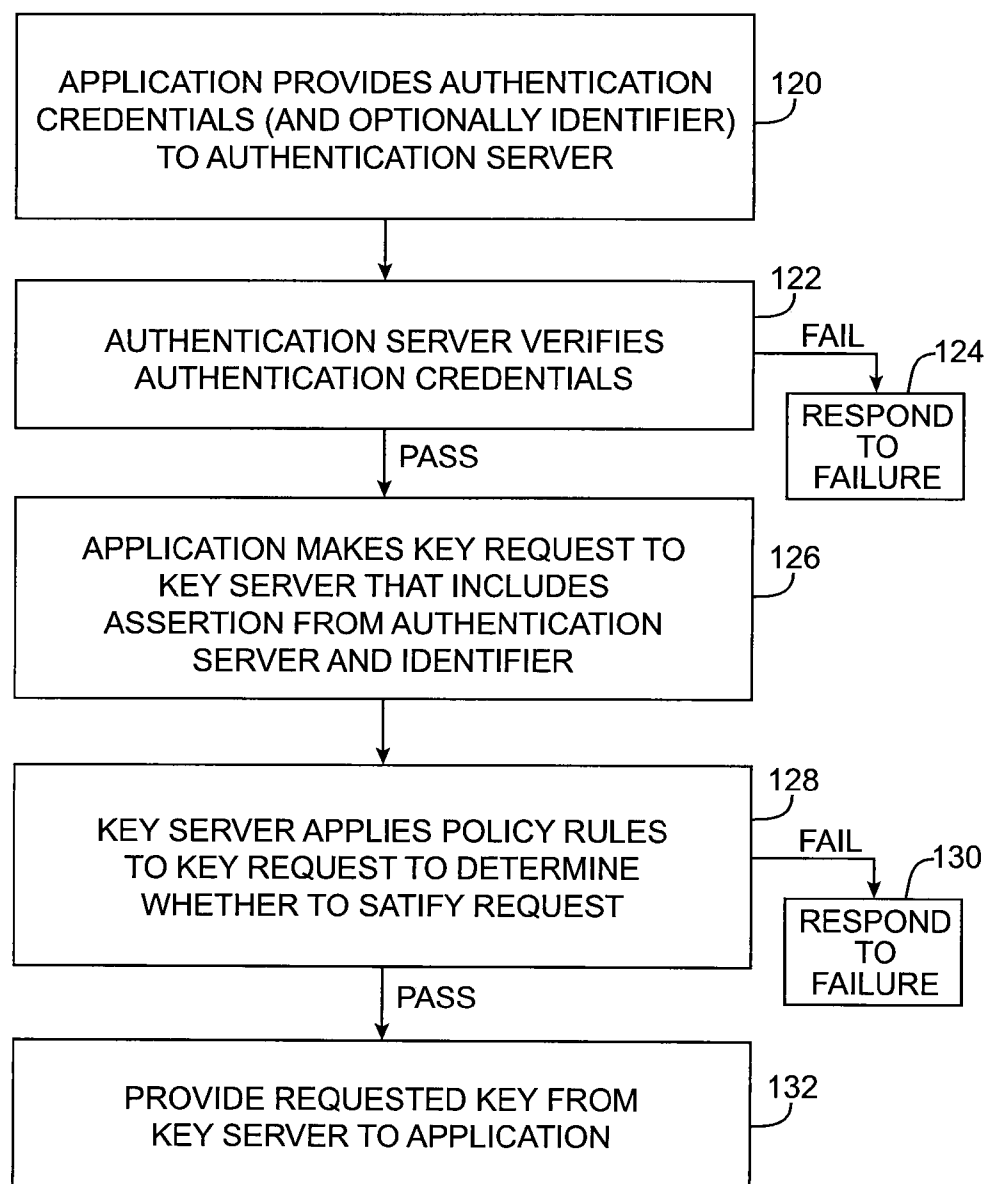 APPLICATION PROVIDES AUTHENTICATION
CREDENTIALS (AND OPTIONALLY IDENTIFIER)
TO AUTHENTICATION SERVER
120
AUTHENTICATION SERVER VERIFIES
AUTHENTICATION CREDENTIALS
122
FAIL
124
RESPOND
TO
FAILURE
PASS
APPLICATION MAKES KEY REQUEST TO
KEY SERVER THAT INCLUDES
ASSERTION FROM AUTHENTICATION
SERVER AND IDENTIFIER
126
KEY SERVER APPLIES POLICY RULES
TO KEY REQUEST TO DETERMINE
WHETHER TO SATIFY REQUEST
128
FAIL
130
RESPOND
TO
FAILURE
PASS
PROVIDE REQUESTED KEY FROM
KEY SERVER TO APPLICATION
132